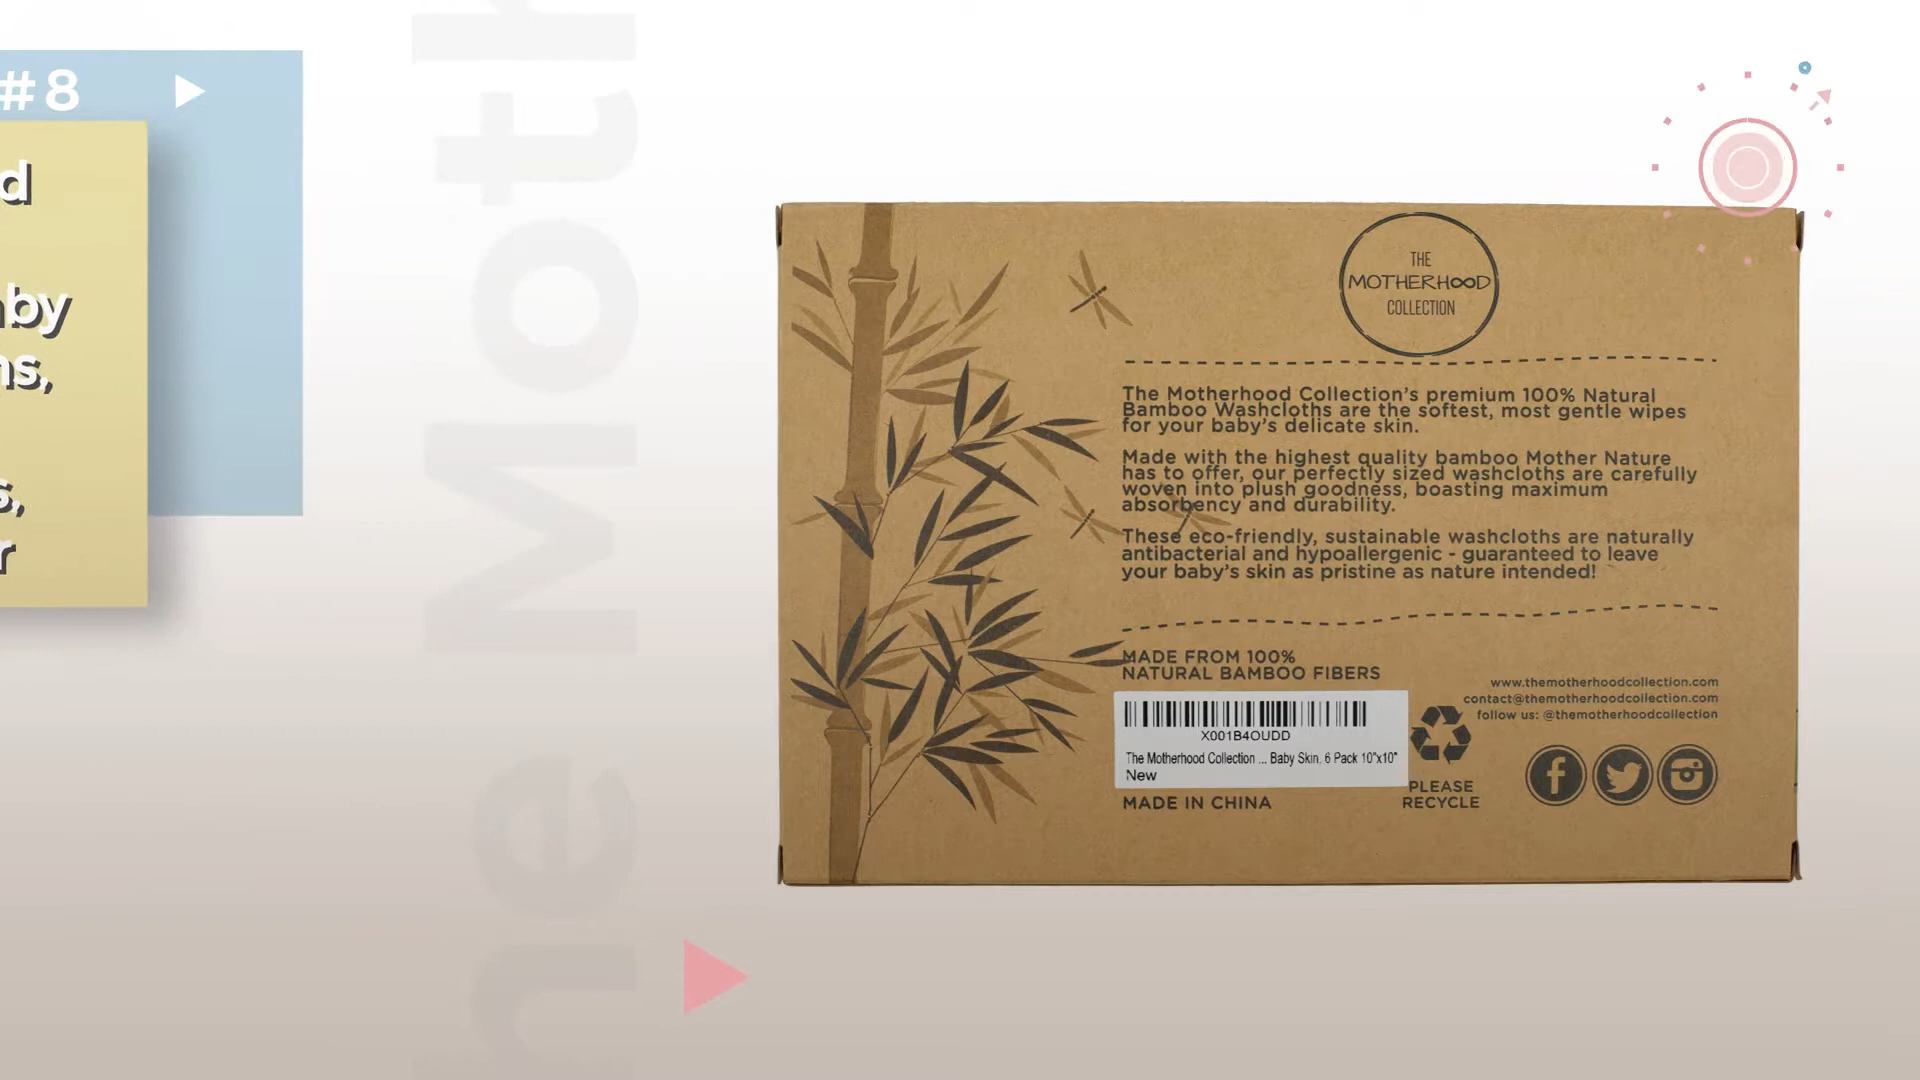 #8
d
aby
ns,
s,
r
he Moth
THE
MOTHERHOOD
COLLECTION
The Motherhood Collection's premium 100% Natural
Bamboo Washcloths are the softest, most gentle wipes
for your baby's delicate skin.
Made with the highest quality bamboo Mother Nature
has to offer, our perfectly sized washcloths are carefully
woven into plush goodness, boasting maximum
absorbency and durability.
These eco-friendly, sustainable washcloths are naturally
antibacterial and hypoallergenic - guaranteed to leave
your baby's skin as pristine as nature intended!
MADE FROM 100%
NATURAL BAMBOO FIBERS
X001B4OUDD
The Motherhood Collection ... Baby Skin, 6 Pack 10"x10"
New
MADE IN CHINA
PLEASE
RECYCLE
www.themotherhoodcollection.com
contact@themotherhoodcollection.com
follow us: @themotherhoodcollection